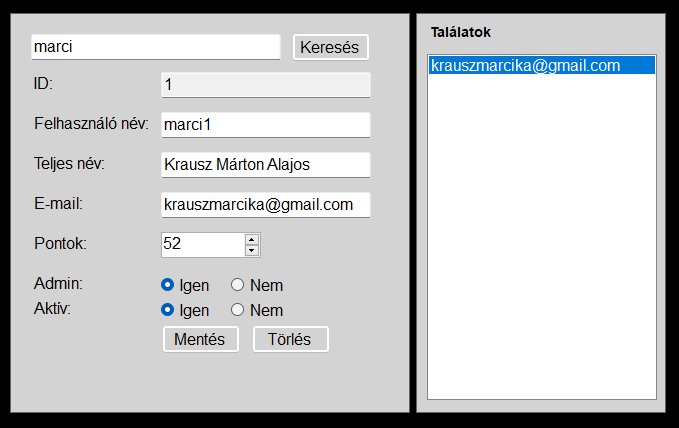 marci Keresés
ID: 1
Felhasználó név: marci1
Teljes név: Krausz Márton Alajos
E-mail: krauszmarcika@gmail.com
Pontok: 52
Admin: Igen Nem
Aktív: Igen Nem
Mentés Törlés
Találatok
krauszmarcika@gmail.com